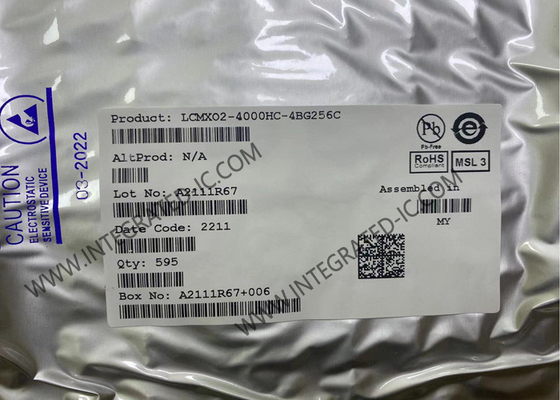 CAUTION
ELECTROSTATIC
SENSITIVE DEVICE
03-2022
Product: LCMXO2-4000HC-4BG256C
AltProd: N/A
Lot No: A2111R67
Date Code: 2211
Qty: 595
Box No: A2111R67+006
Pb
Pb-Free
e
RoHS
Compliant
MSL 3
Assembled in
MY
WWW.INTEGRATED-IC.COM
WWW.INTEGRATED-IC.COM